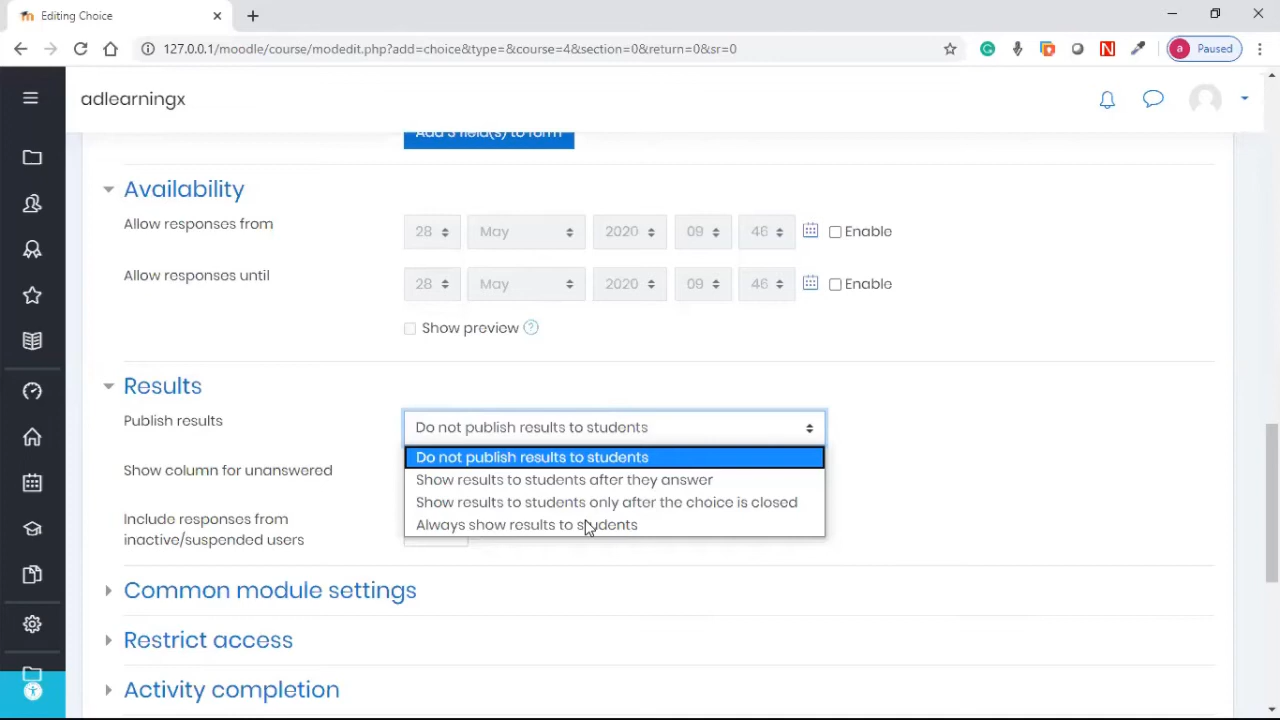 Editing Choice
127.0.0.1/moodle/course/modedit.php?add=choice&type=&course=4&section=0&return=0&sr=0
a Paused
adlearningx
Add 3 field(s) to form
Availability
Allow responses from
28 May 2020 09 46 Enable
Allow responses until
28 May 2020 09 46 Enable
Show preview ?
Results
Publish results
Do not publish results to students
Do not publish results to students
Show column for unanswered
Show results to students after they answer
Show results to students only after the choice is closed
Include responses from
inactive/suspended users
Always show results to students
Common module settings
Restrict access
Activity completion